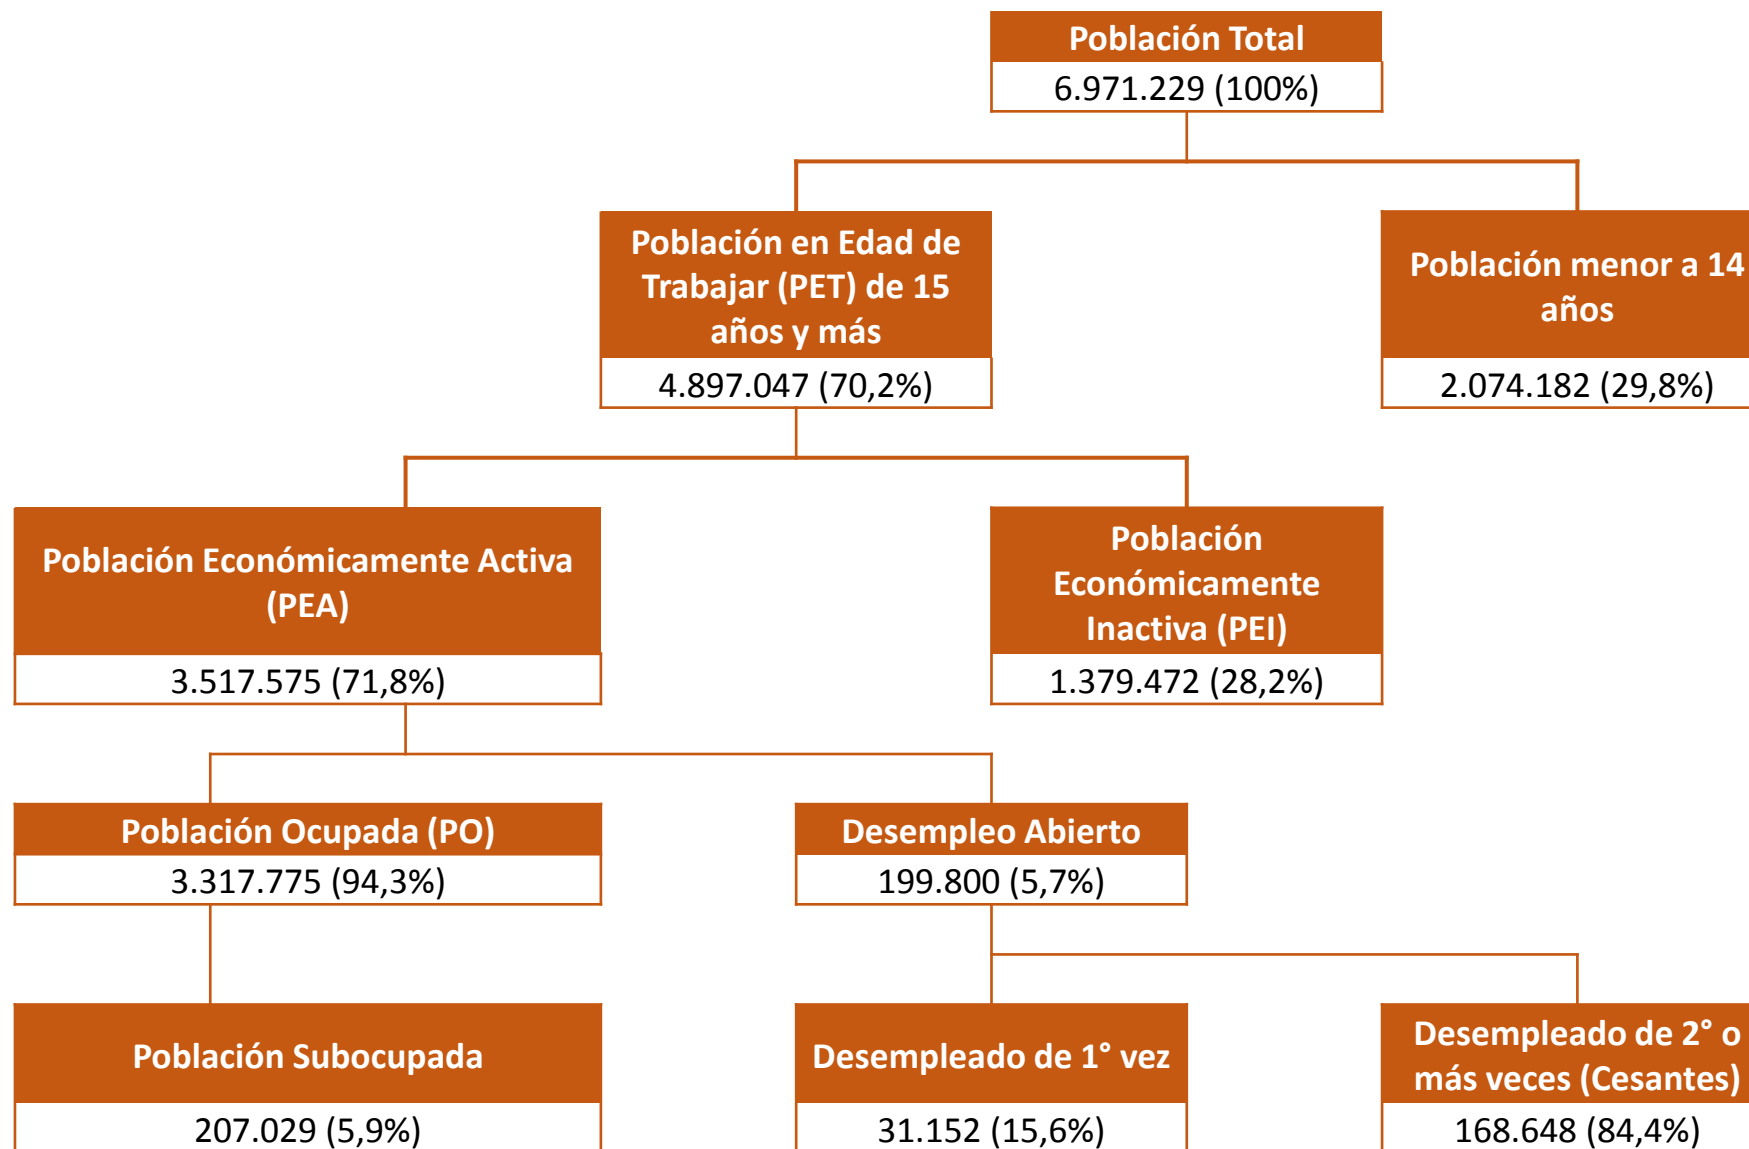 Población Total
6.971.229 (100%)
Población en Edad de
Trabajar (PET) de 15
años y más
4.897.047 (70,2%)
Población menor a 14
años
2.074.182 (29,8%)
Población Económicamente Activa
(PEA)
3.517.575 (71,8%)
Población
Económicamente
Inactiva (PEI)
1.379.472 (28,2%)
Población Ocupada (PO)
3.317.775 (94,3%)
Desempleo Abierto
199.800 (5,7%)
Población Subocupada
207.029 (5,9%)
Desempleado de 1° vez
31.152 (15,6%)
Desempleado de 2° o
más veces (Cesantes)
168.648 (84,4%)